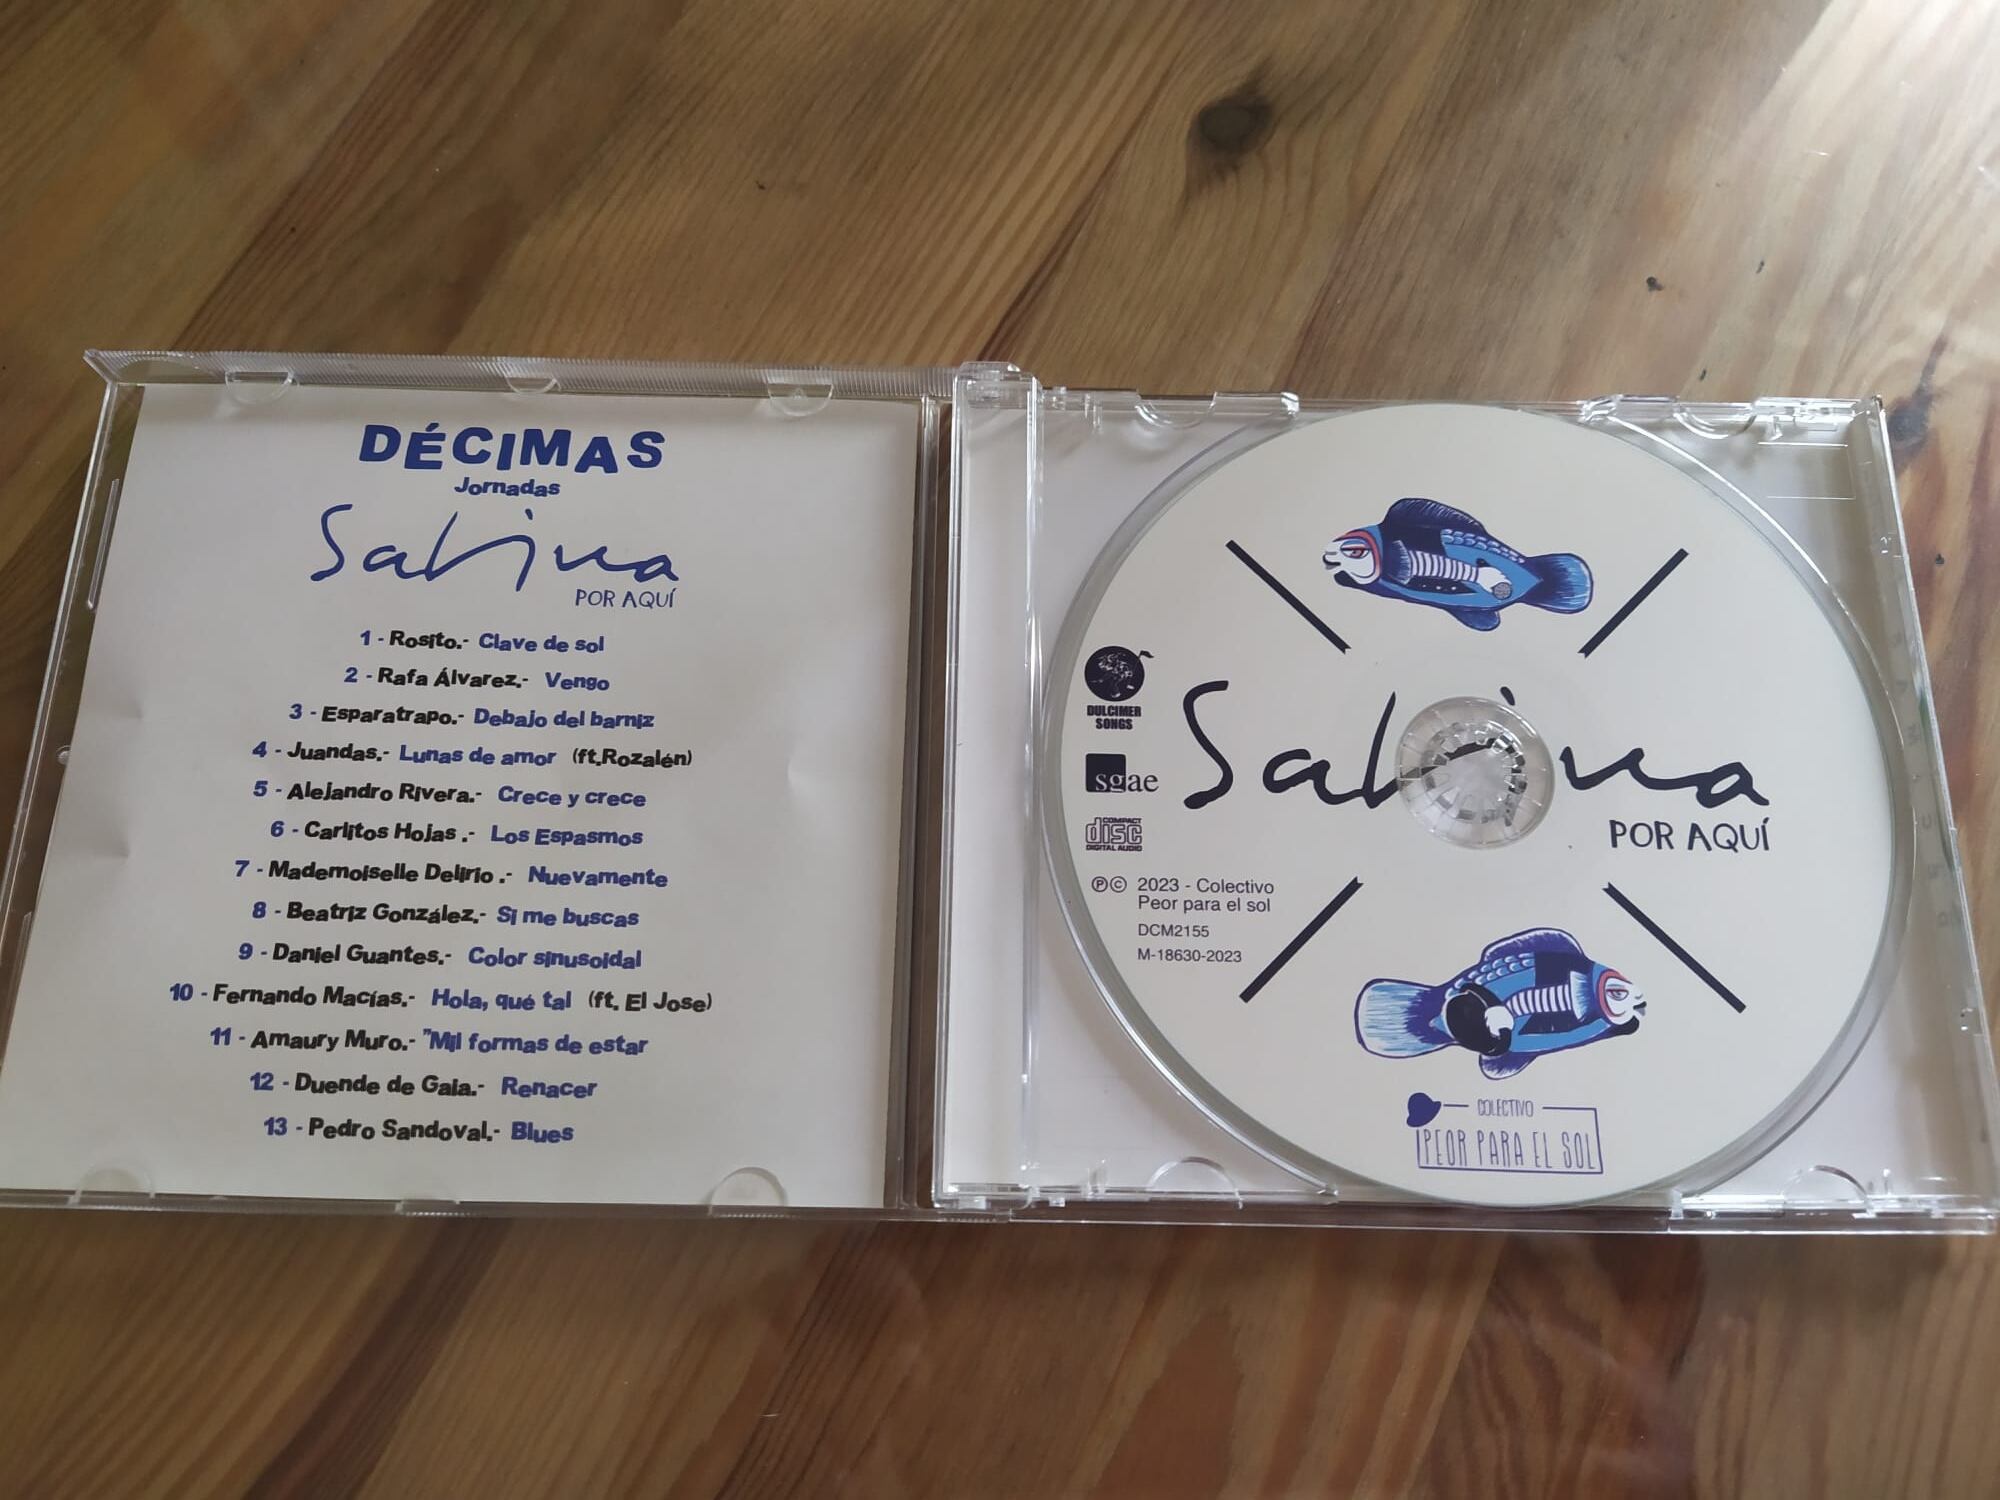 DÉCIMAS
Jornadas
Sabina
POR AQUÍ
1 - Rosito.- Clave de sol
2 - Rafa Álvarez.- Vengo
3 - Esparatrapo.- Debajo del barniz
4 - Juandas.- Lunas de amor (ft.Rozalén)
5 - Alejandro Rivera.- Crece y crece
6 - Carlitos Hojas .- Los Espasmos
7 - Mademoiselle Delirio .- Nuevamente
8 - Beatriz González.- Si me buscas
9 - Daniel Guantes.- Color sinusoidal
10 - Fernando Macías.- Hola, qué tal (ft. El Jose)
11 - Amaury Muro.- "Mil formas de estar
12 - Duende de Gaia.- Renacer
13 - Pedro Sandoval.- Blues
Sabina
POR AQUÍ
DULCIMER
SONGS
sgae
COMPACT
disc
DIGITAL AUDIO
℗© 2023 - Colectivo
Peor para el sol
DCM2155
M-18630-2023
COLECTIVO
PEOR PARA EL SOL